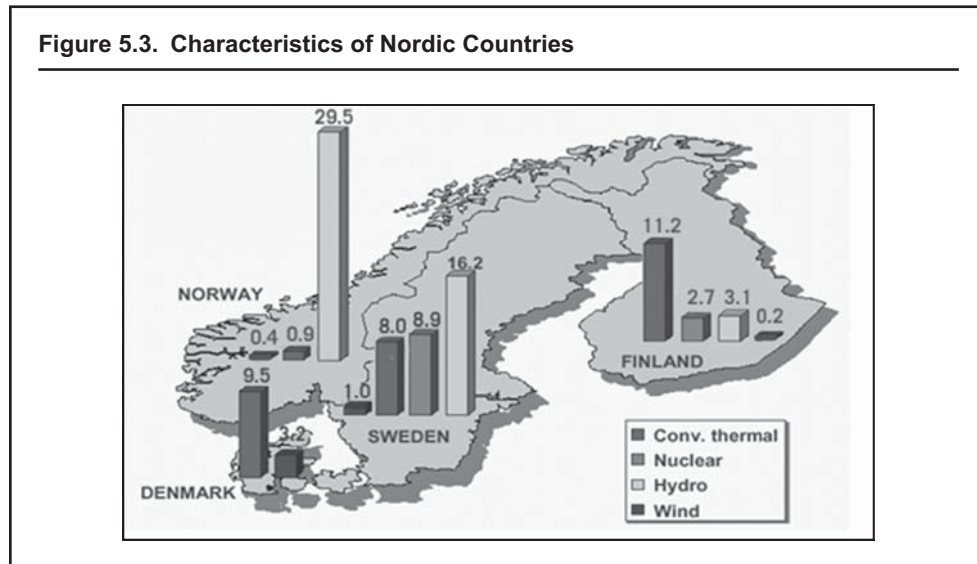 Figure 5.3. Characteristics of Nordic Countries
29.5
11.2
16.2
NORWAY
8.0 8.9
2.7 3.1
0.4 0.9
0.2
9.5
1.0
FINLAND
3.2
SWEDEN
DENMARK
Conv. thermal
Nuclear
Hydro
Wind